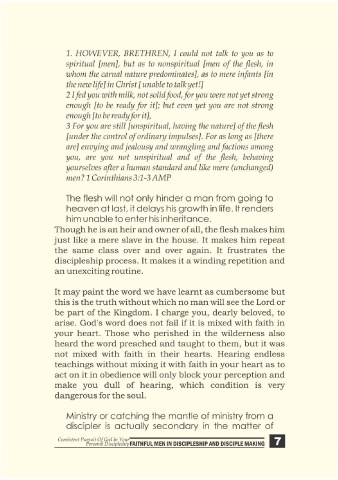 1. HOWEVER, BRETHREN, I could not talk to you as to
spiritual [men], but as to nonspiritual [men of the flesh, in
whom the carnal nature predominates], as to mere infants [in
the new life] in Christ [ unable to talk yet!]
2 I fed you with milk, not solid food, for you were not yet strong
enough [to be ready for it]; but even yet you are not strong
enough [to be ready for it],
3 For you are still [unspiritual, having the nature] of the flesh
[under the control of ordinary impulses]. For as long as [there
are] envying and jealousy and wrangling and factions among
you, are you not unspiritual and of the flesh, behaving
yourselves after a human standard and like mere (unchanged)
men? 1 Corinthians 3:1-3 AMP
The flesh will not only hinder a man from going to
heaven at last, it delays his growth in life. It renders
him unable to enter his inheritance.
Though he is an heir and owner of all, the flesh makes him
just like a mere slave in the house. It makes him repeat
the same class over and over again. It frustrates the
discipleship process. It makes it a winding repetition and
an unexciting routine.
It may paint the word we have learnt as cumbersome but
this is the truth without which no man will see the Lord or
be part of the Kingdom. I charge you, dearly beloved, to
arise. God's word does not fail if it is mixed with faith in
your heart. Those who perished in the wilderness also
heard the word preached and taught to them, but it was
not mixed with faith in their hearts. Hearing endless
teachings without mixing it with faith in your heart as to
act on it in obedience will only block your perception and
make you dull of hearing, which condition is very
dangerous for the soul.
Ministry or catching the mantle of ministry from a
discipler is actually secondary in the matter of
Consistent Pursuit Of God In Your
Personal Discipleship FAITHFUL MEN IN DISCIPLESHIP AND DISCIPLE MAKING 7